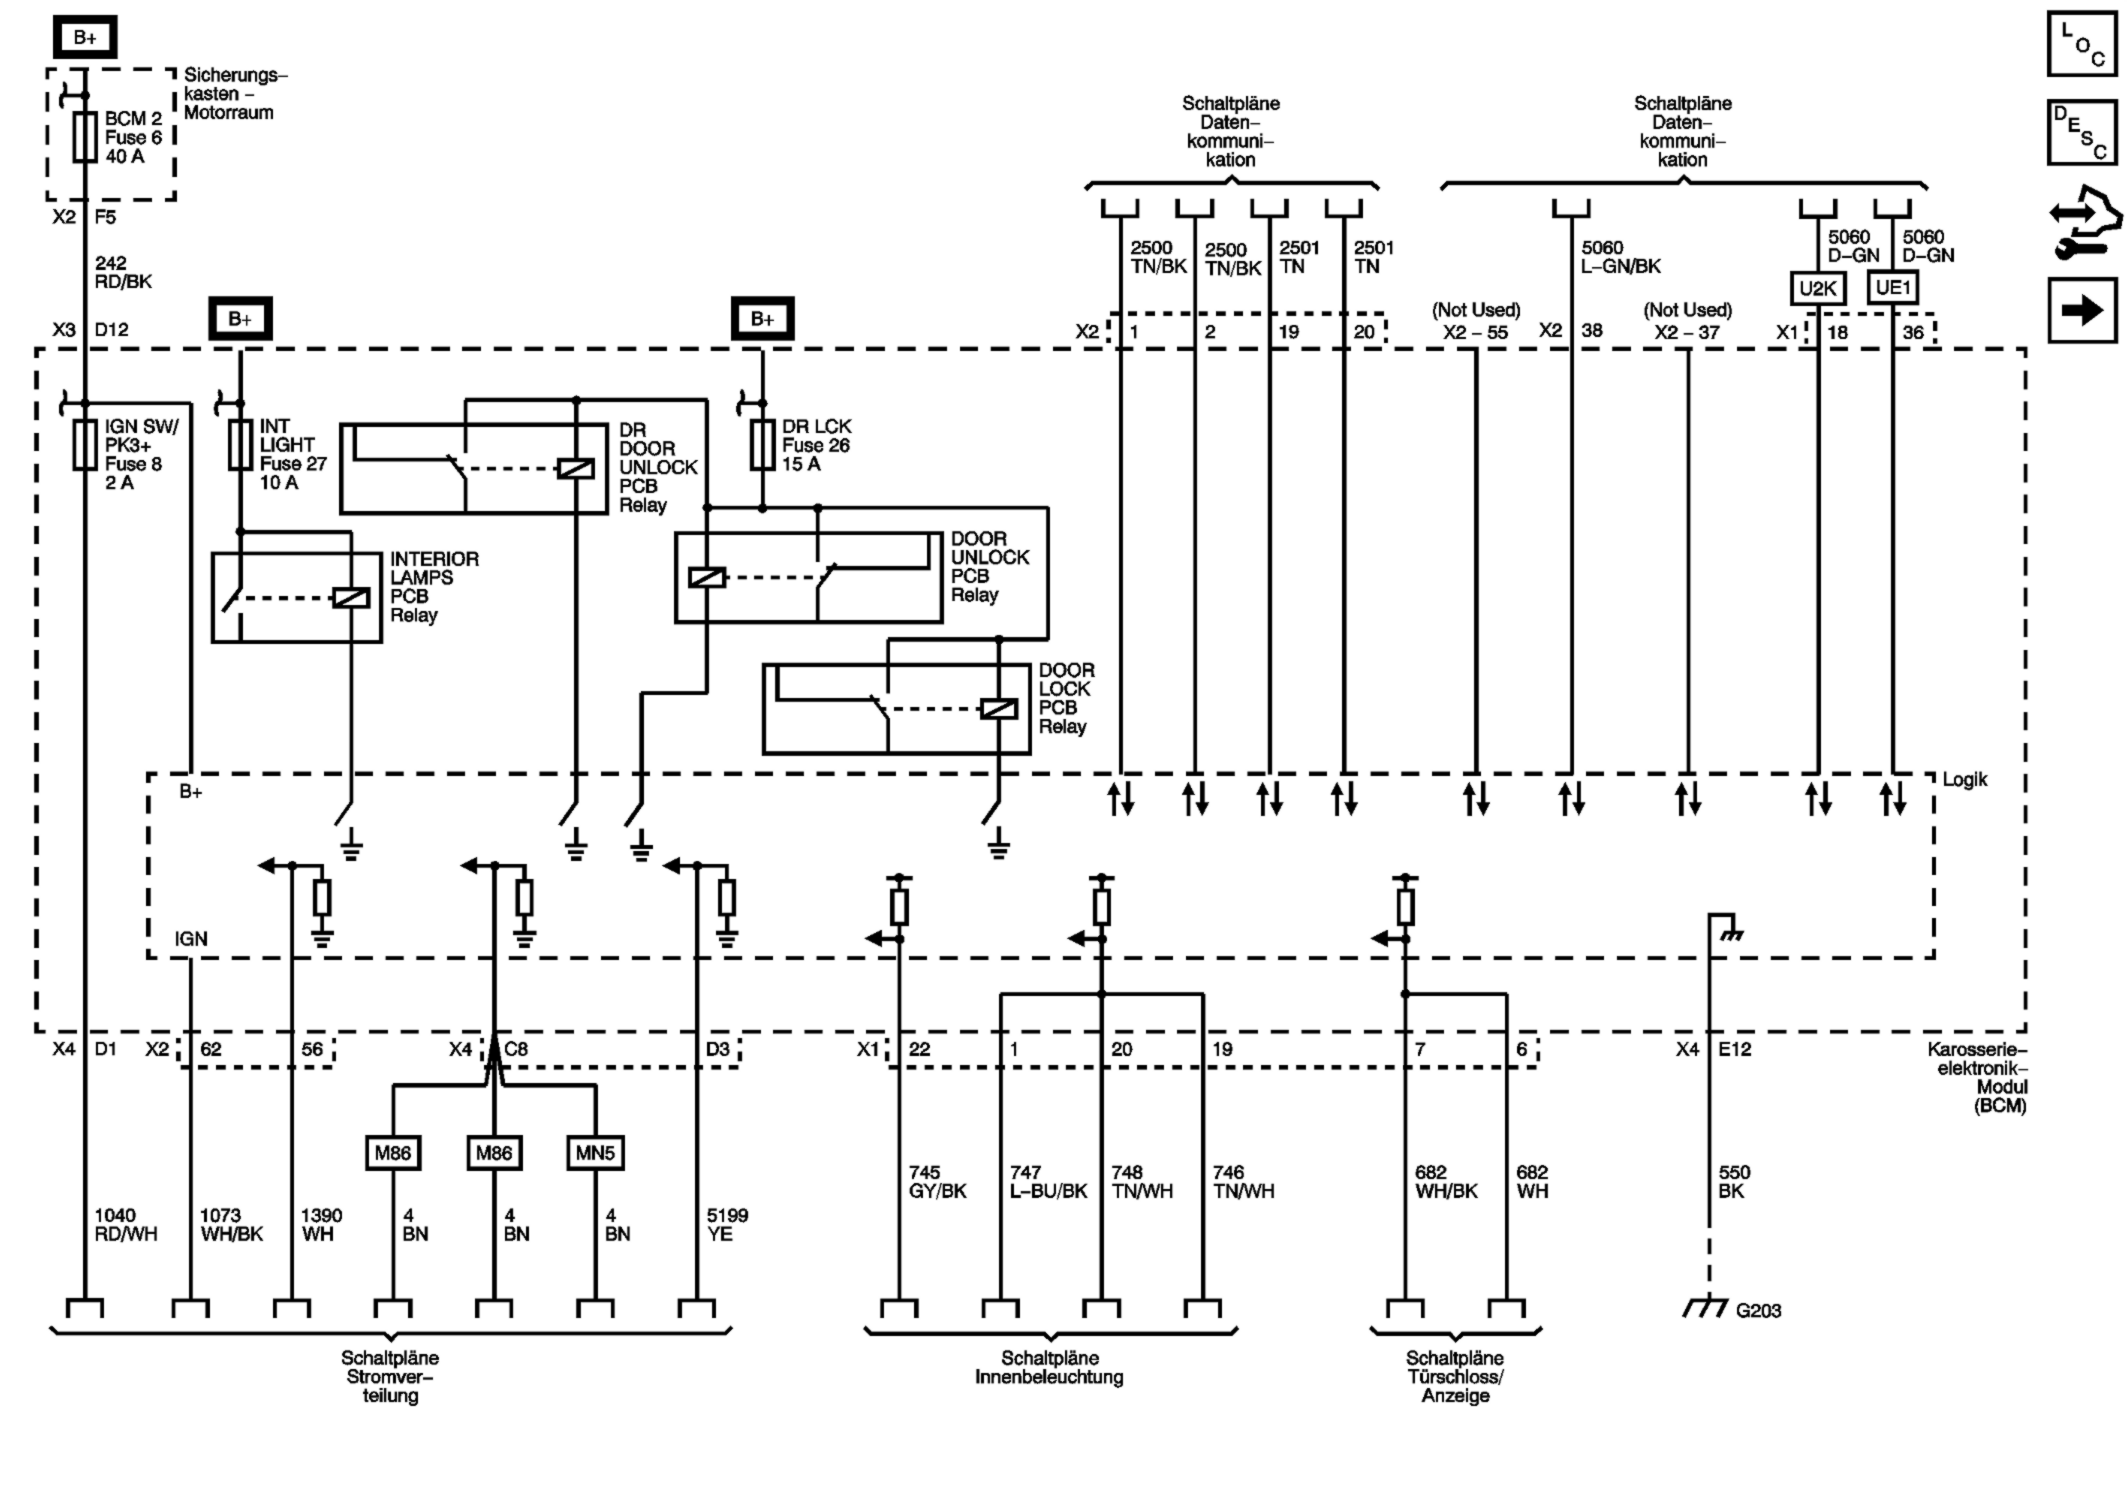 B+
Sicherungs–
kasten –
Motorraum
BCM 2
Fuse 6
40 A
X2 F5
242
RD/BK
X3 D12
B+
B+
L O C
D E S C
Schaltpläne
Daten–
kommuni–
kation
Schaltpläne
Daten–
kommuni–
kation
2500
TN/BK
2500
TN/BK
2501
TN
2501
TN
5060
L–GN/BK
5060
D–GN
5060
D–GN
U2K
UE1
X2 1 2 19 20
(Not Used)
X2 – 55
X2 38
(Not Used)
X2 – 37
X1 18 36
IGN SW/
PK3+
Fuse 8
2 A
INT
LIGHT
Fuse 27
10 A
DR
DOOR
UNLOCK
PCB
Relay
DR LCK
Fuse 26
15 A
INTERIOR
LAMPS
PCB
Relay
DOOR
UNLOCK
PCB
Relay
DOOR
LOCK
PCB
Relay
B+
Logik
IGN
X4 D1 X2 62 56 X4 C8 D3 X1 22 1 20 19 7 6 X4 E12
Karosserie–
elektronik–
Modul
(BCM)
M86
M86
MN5
1040
RD/WH
1073
WH/BK
1390
WH
4
BN
4
BN
4
BN
5199
YE
745
GY/BK
747
L–BU/BK
748
TN/WH
746
TN/WH
682
WH/BK
682
WH
550
BK
G203
Schaltpläne
Stromver–
teilung
Schaltpläne
Innenbeleuchtung
Schaltpläne
Türschloss/
Anzeige